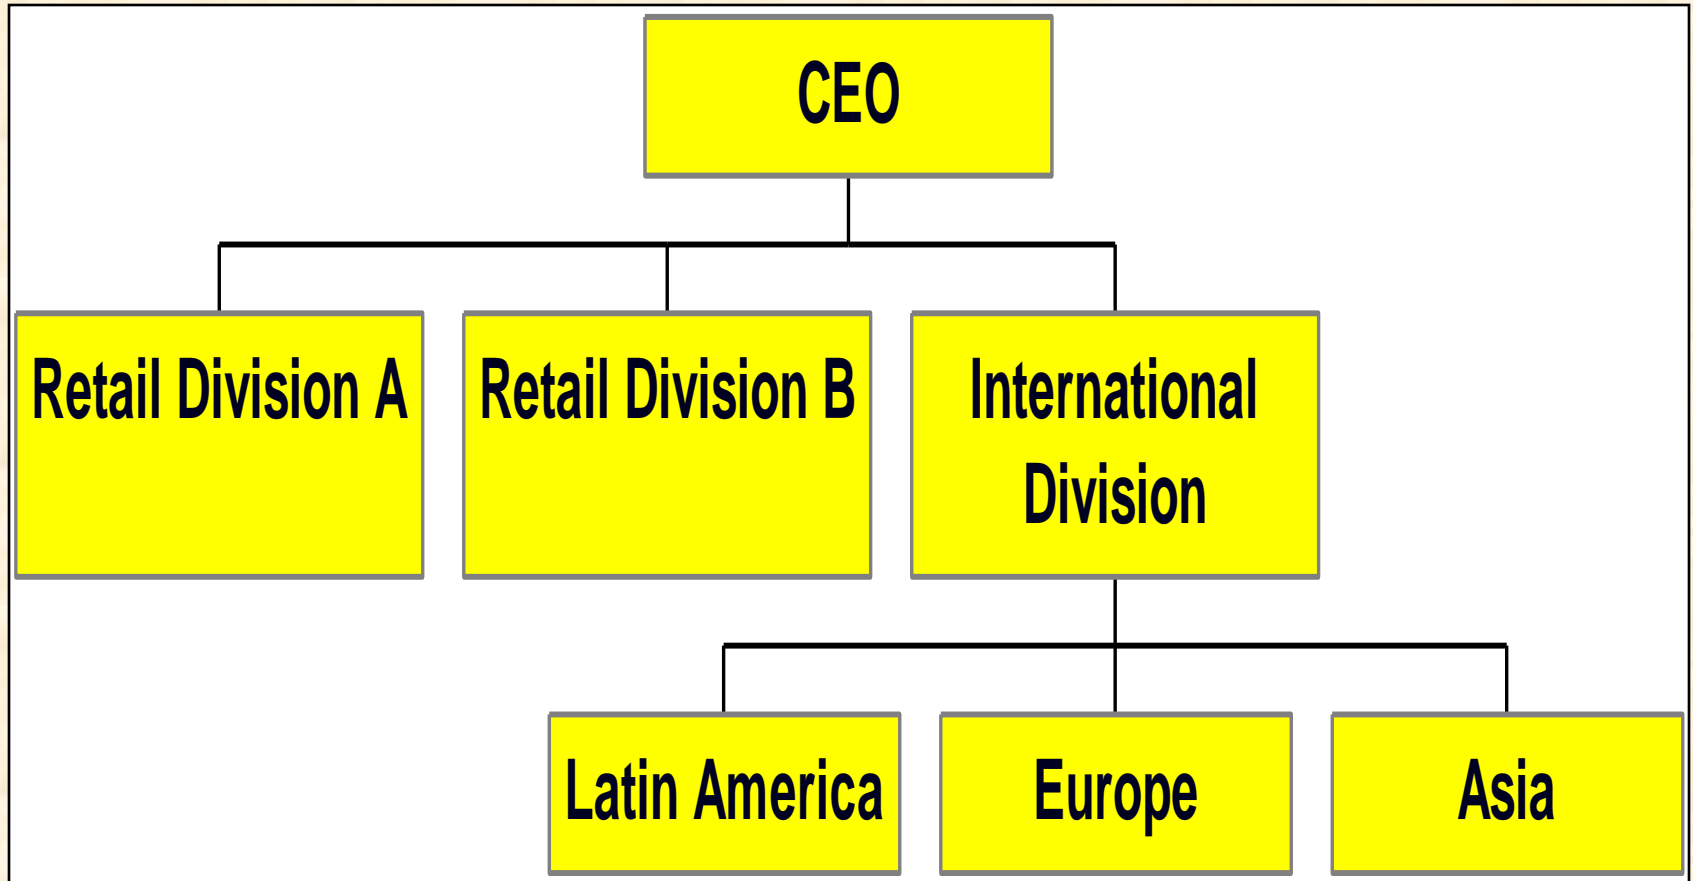 CEO
Retail Division A
Retail Division B
International
Division
Latin America
Europe
Asia